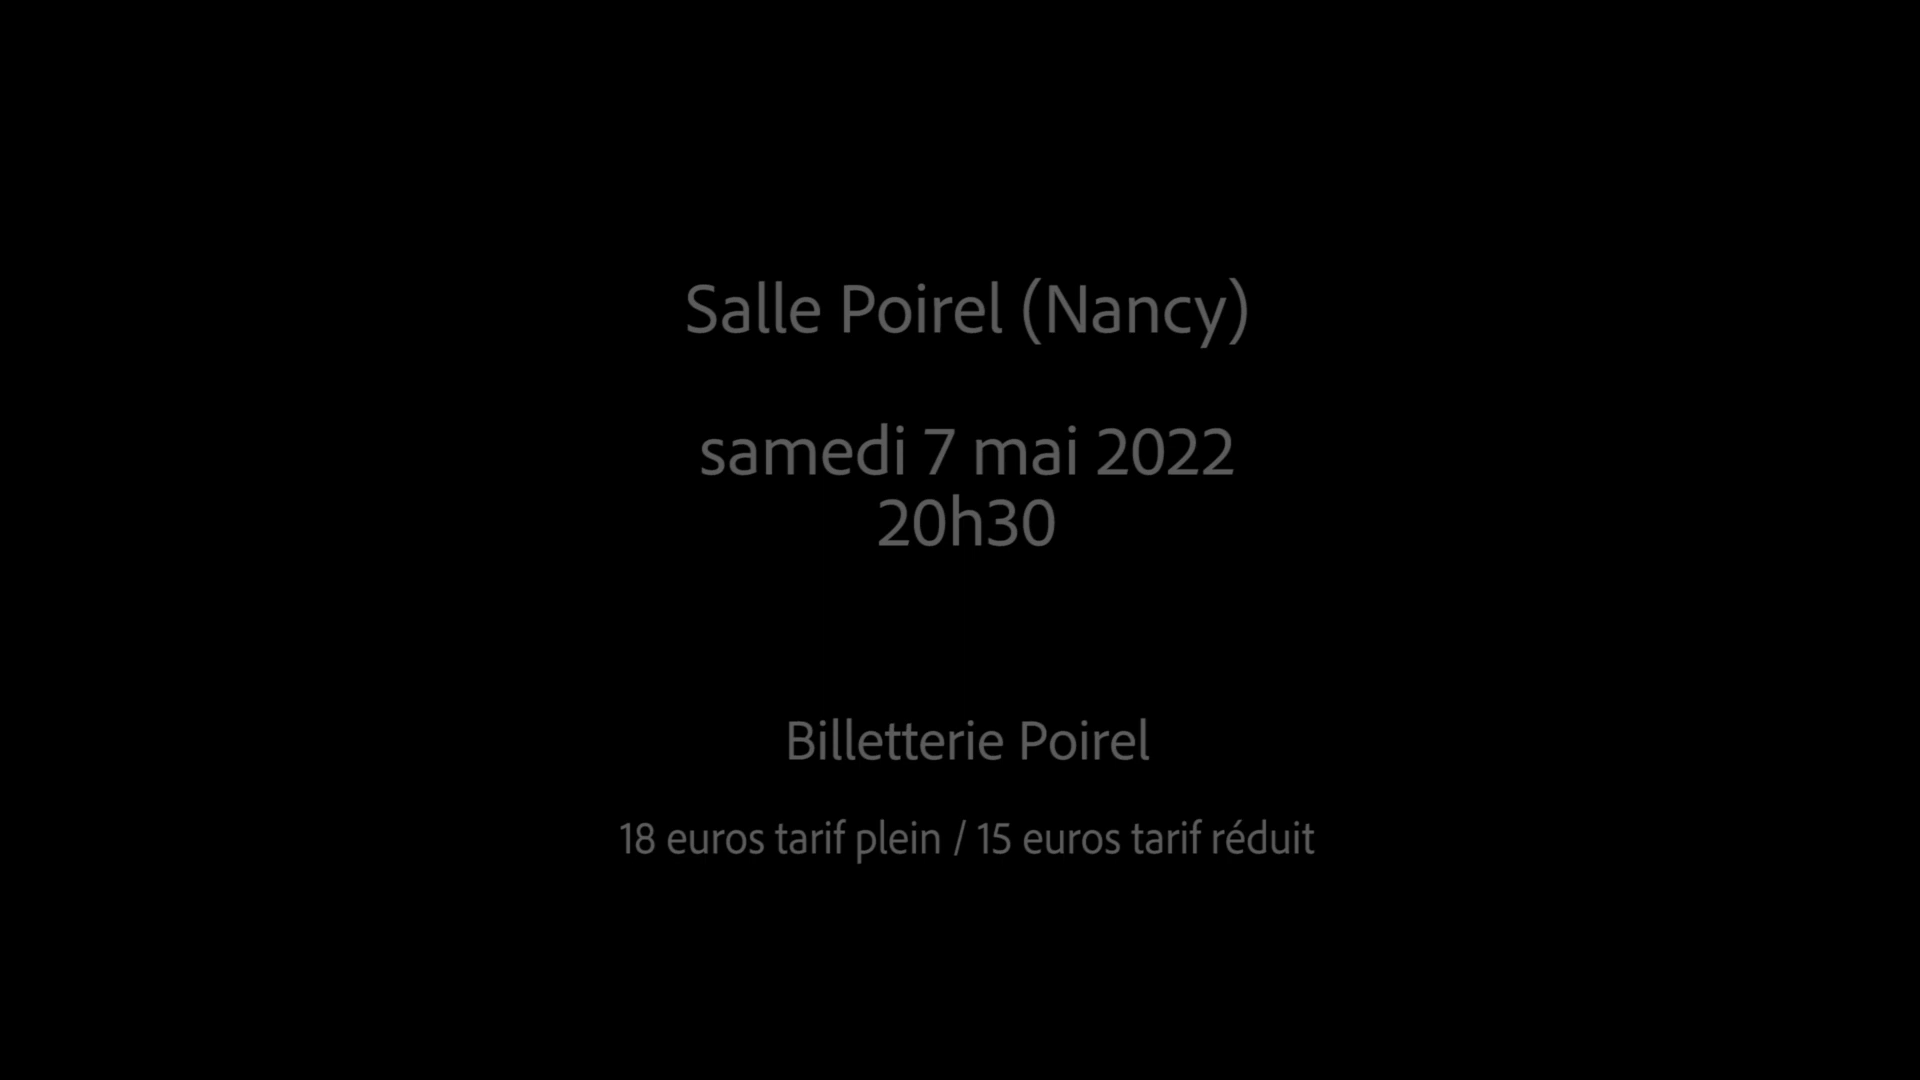 Salle Poirel (Nancy)
samedi 7 mai 2022
20h30
Billetterie Poirel
18 euros tarif plein / 15 euros tarif réduit